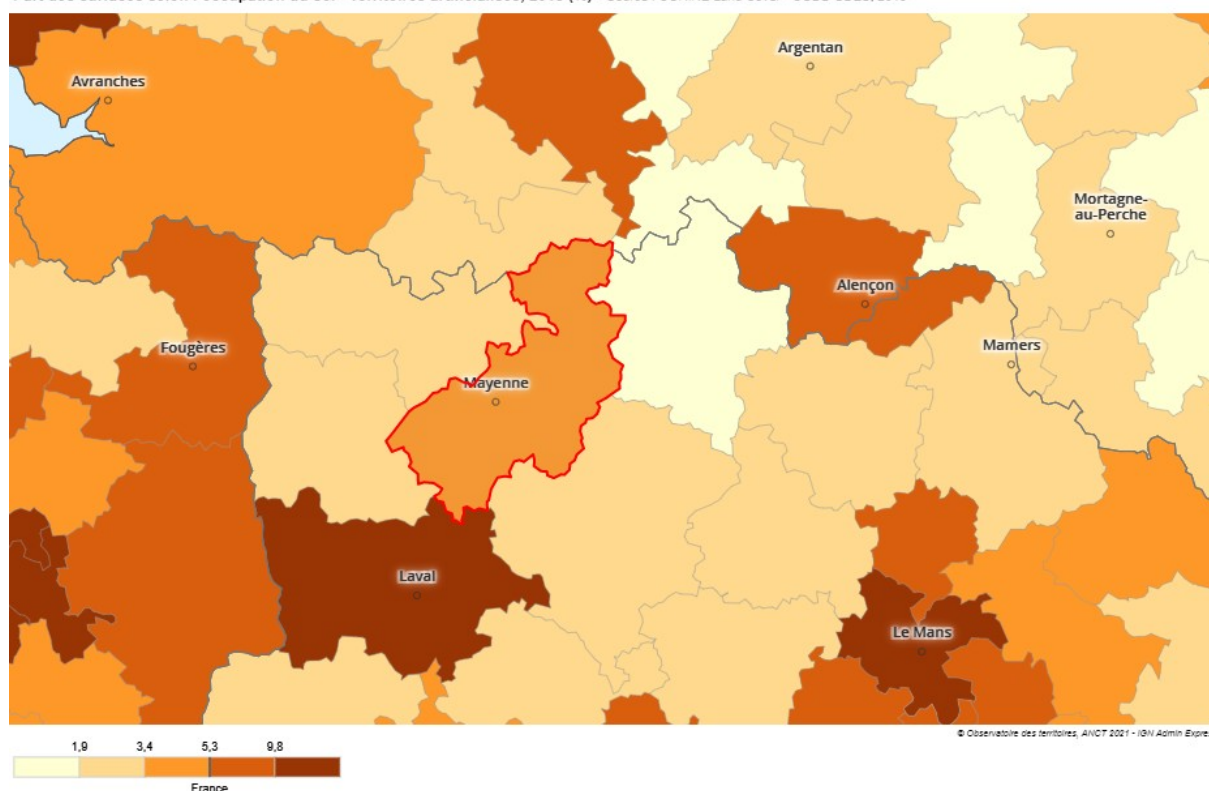 Argentan
Avranches
Mortagne-
au-Perche
Alençon
Fougères
Mamers
Mayenne
Laval
Le Mans
© Observatoire des territoires, ANCT 2021 - IGN Admin Expre
1,9 3,4 5,3 9,8
France